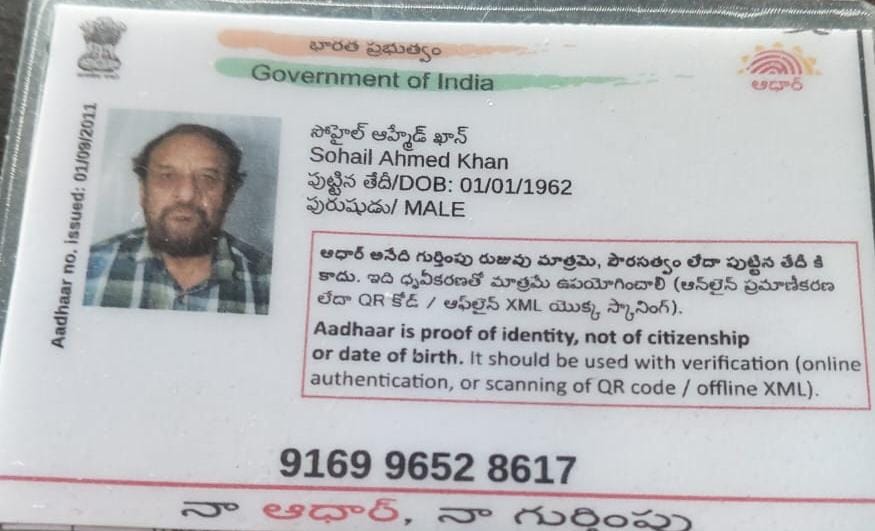 భారత ప్రభుత్వం
Government of India
ఆధార్
Aadhaar no. issued: 01/09/2011
సోహైల్ ఆహ్మేడ్ ఖాన్
Sohail Ahmed Khan
పుట్టిన తేదీ/DOB: 01/01/1962
పురుషుడు/ MALE
ఆధార్ అనేది గుర్తింపు రుజువు మాత్రమే, పౌరసత్వం లేదా పుట్టిన తేదీ కి
కాదు. ఇది ధృవీకరణతో మాత్రమే ఉపయోగించాలి (ఆన్‌లైన్ ప్రమాణీకరణ
లేదా QR కోడ్ / ఆఫ్‌లైన్ XML యొక్క స్కానింగ్).
Aadhaar is proof of identity, not of citizenship
or date of birth. It should be used with verification (online
authentication, or scanning of QR code / offline XML).
9169 9652 8617
నా ఆధార్, నా గుర్తింపు